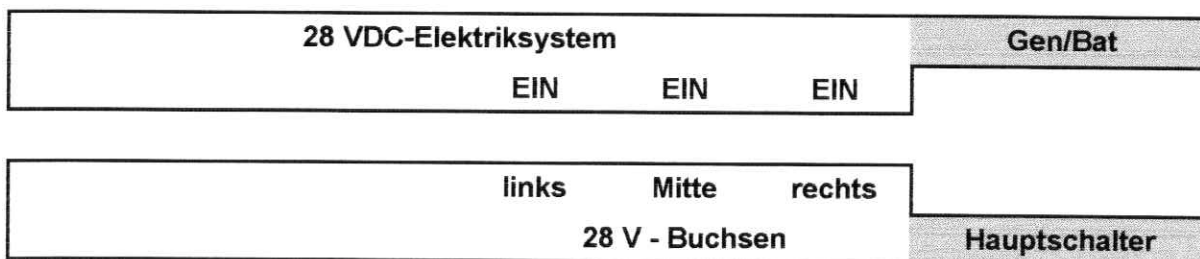 28 VDC-Elektriksystem Gen/Bat
EIN EIN EIN
links Mitte rechts
28 V - Buchsen Hauptschalter